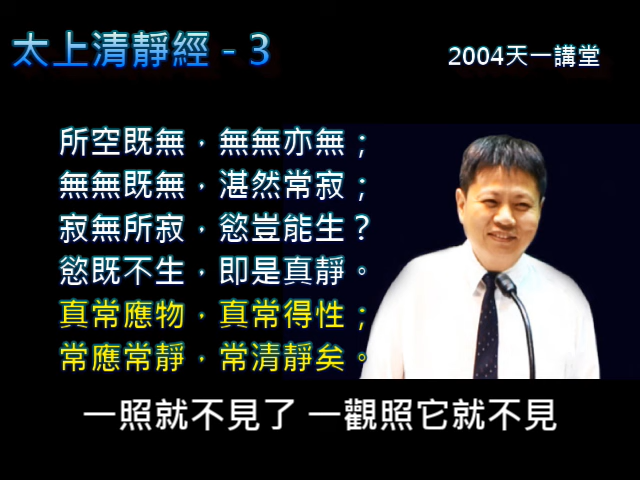 太上清靜經 - 3
2004天一講堂
所空既無，無無亦無；
無無既無，湛然常寂；
寂無所寂，慾豈能生？
慾既不生，即是真靜。
真常應物，真常得性；
常應常靜，常清靜矣。
一照就不見了 一觀照它就不見